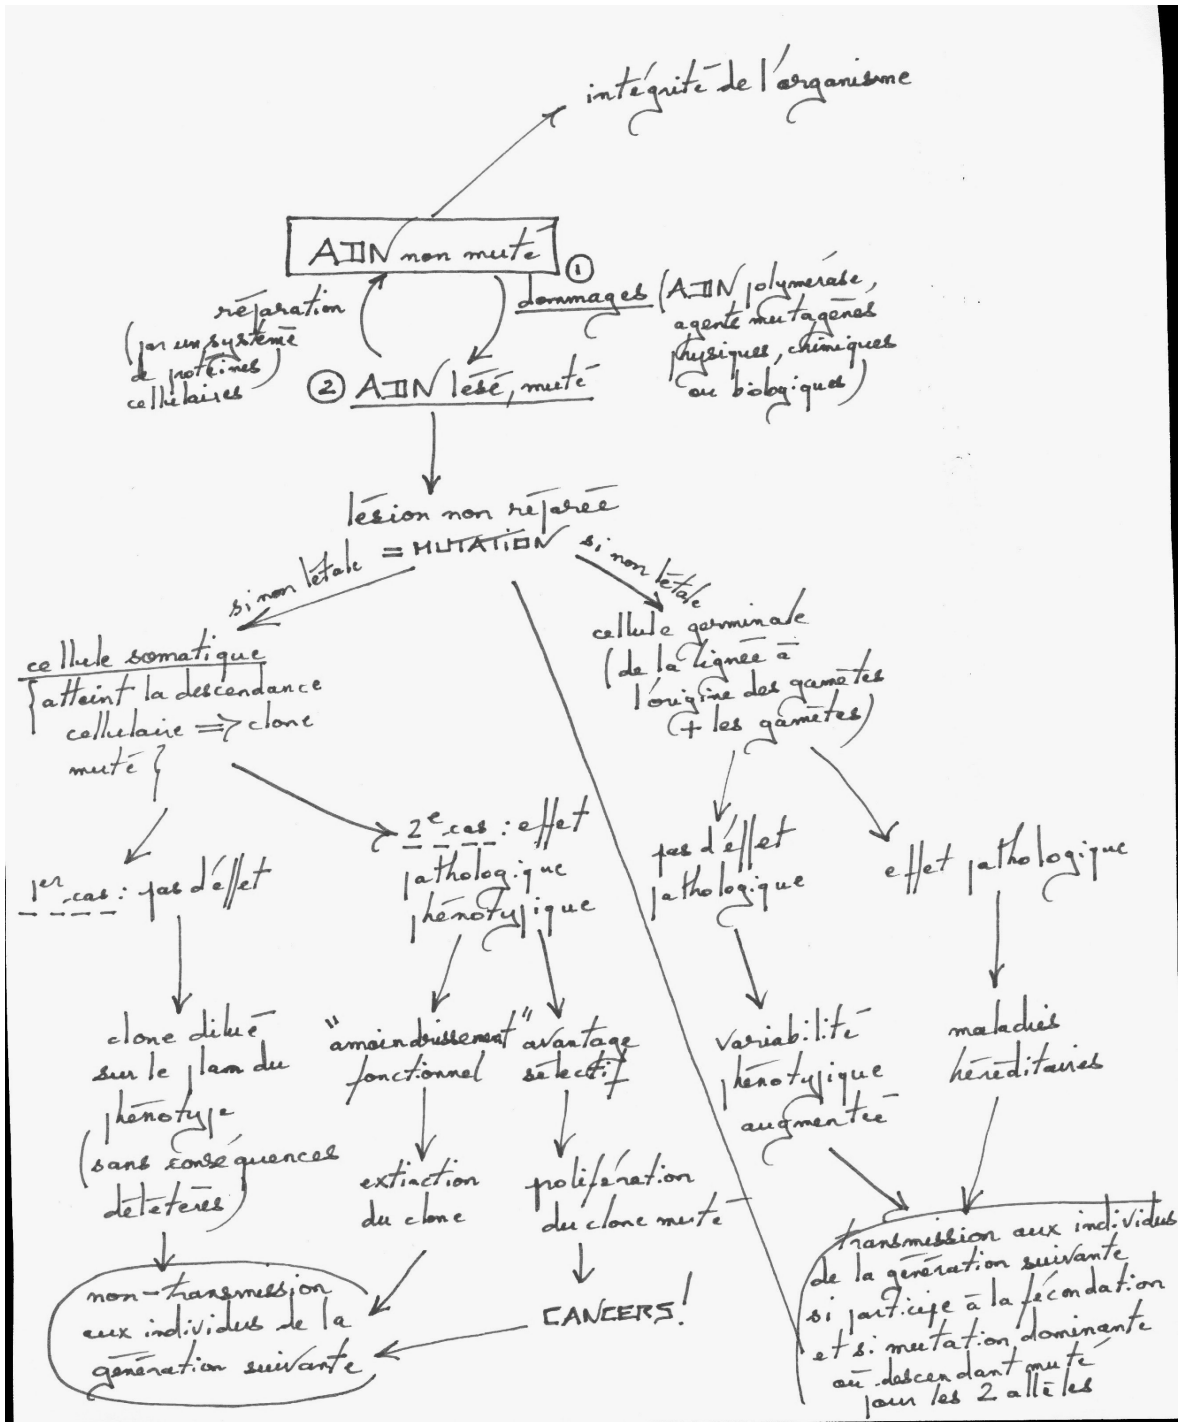 intégrité de l'organisme
ADN non muté
①
réparation
(par un système
de protéines
cellulaires)
dommages (ADN polymérase,
agents mutagènes
physiques, chimiques
ou biologiques)
② ADN lésé, muté
lésion non réparée
= MUTATION
si non létale
si non létale
cellule somatique
{atteint la descendance
cellulaire => clone
muté}
cellule germinale
(de la lignée à
l'origine des gamètes
(+ les gamètes)
1er cas : pas d'effet
2e cas : effet
pathologique
phénotypique
pas d'effet
pathologique
effet pathologique
clone dilué
sur le plan du
phénotype
(sans conséquences
délétères)
"amoindrissement"
fonctionnel
avantage
sélectif
variabilité
phénotypique
augmentée
maladies
héréditaires
extinction
du clone
prolifération
du clone muté
CANCERS!
non-transmission
aux individus de la
génération suivante
transmission aux individus
de la génération suivante
si participe à la fécondation
et si mutation dominante
ou descendant muté
pour les 2 allèles